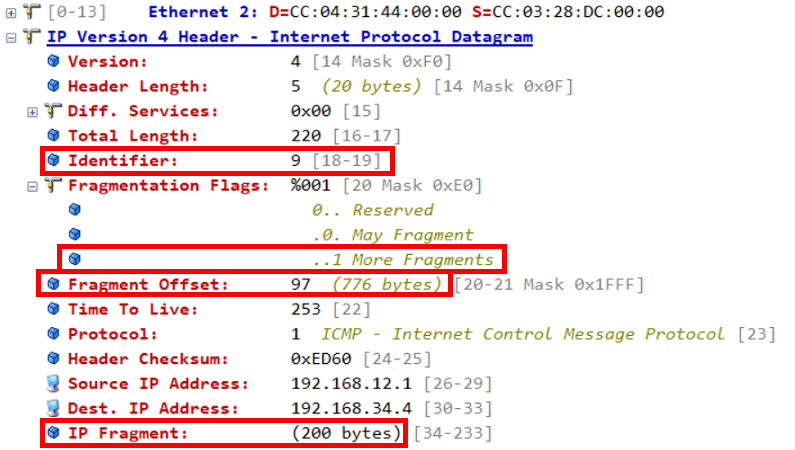 [0-13] Ethernet 2: D=CC:04:31:44:00:00 S=CC:03:28:DC:00:00
IP Version 4 Header - Internet Protocol Datagram
Version: 4 [14 Mask 0xF0]
Header Length: 5 (20 bytes) [14 Mask 0x0F]
Diff. Services: 0x00 [15]
Total Length: 220 [16-17]
Identifier: 9 [18-19]
Fragmentation Flags: %001 [20 Mask 0xE0]
0.. Reserved
.0. May Fragment
..1 More Fragments
Fragment Offset: 97 (776 bytes) [20-21 Mask 0x1FFF]
Time To Live: 253 [22]
Protocol: 1 ICMP - Internet Control Message Protocol [23]
Header Checksum: 0xED60 [24-25]
Source IP Address: 192.168.12.1 [26-29]
Dest. IP Address: 192.168.34.4 [30-33]
IP Fragment: (200 bytes) [34-233]